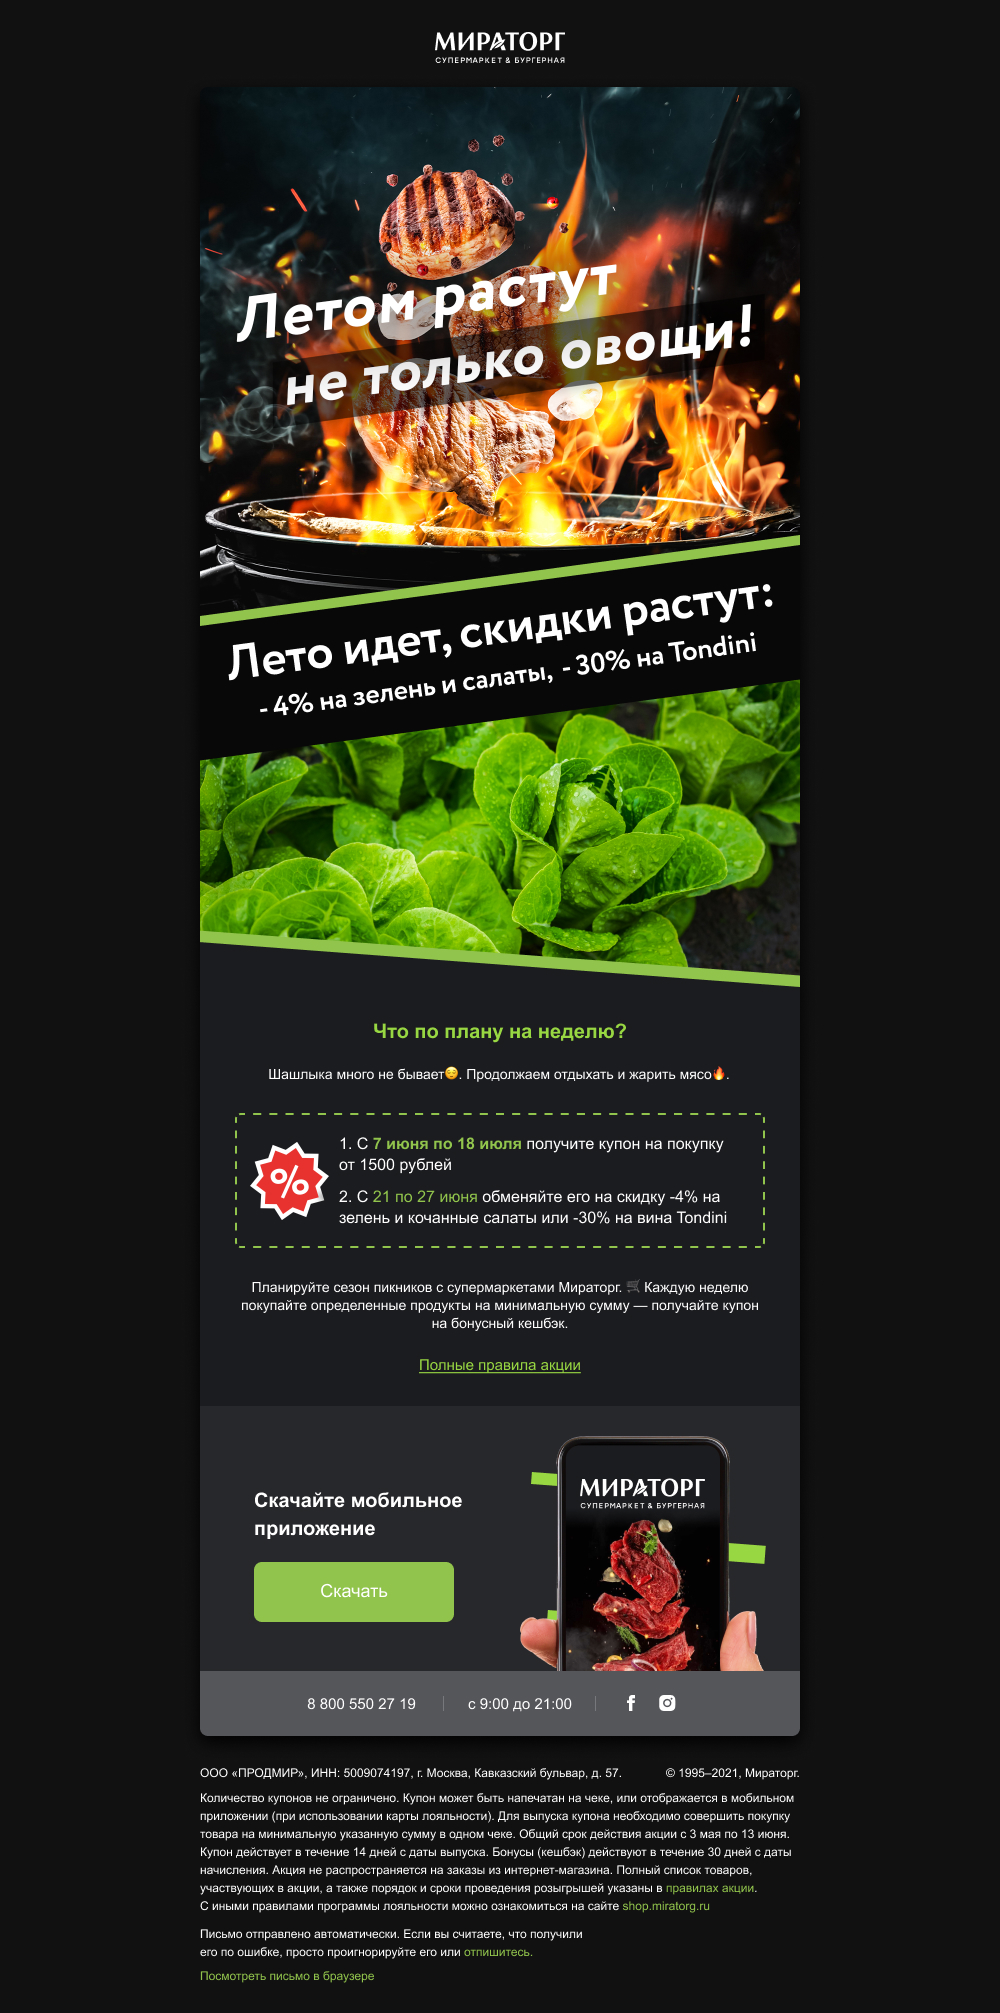 МИРАТОРГ
СУПЕРМАРКЕТ & БУРГЕРНАЯ
Летом растут
не только овощи!
Лето идет, скидки растут:
- 4% на зелень и салаты, - 30% на Tondini
Что по плану на неделю?
Шашлыка много не бывает😌. Продолжаем отдыхать и жарить мясо🔥.
%
1. С 7 июня по 18 июля получите купон на покупку
от 1500 рублей
2. С 21 по 27 июня обменяйте его на скидку -4% на
зелень и кочанные салаты или -30% на вина Tondini
Планируйте сезон пикников с супермаркетами Мираторг. 🛒 Каждую неделю
покупайте определенные продукты на минимальную сумму — получайте купон
на бонусный кешбэк.
Полные правила акции
МИРАТОРГ
СУПЕРМАРКЕТ & БУРГЕРНАЯ
Скачайте мобильное
приложение
Скачать
8 800 550 27 19 с 9:00 до 21:00
ООО «ПРОДМИР», ИНН: 5009074197, г. Москва, Кавказский бульвар, д. 57. © 1995–2021, Мираторг.
Количество купонов не ограничено. Купон может быть напечатан на чеке, или отображается в мобильном
приложении (при использовании карты лояльности). Для выпуска купона необходимо совершить покупку
товара на минимальную указанную сумму в одном чеке. Общий срок действия акции с 3 мая по 13 июня.
Купон действует в течение 14 дней с даты выпуска. Бонусы (кешбэк) действуют в течение 30 дней с даты
начисления. Акция не распространяется на заказы из интернет-магазина. Полный список товаров,
участвующих в акции, а также порядок и сроки проведения розыгрышей указаны в правилах акции.
С иными правилами программы лояльности можно ознакомиться на сайте shop.miratorg.ru
Письмо отправлено автоматически. Если вы считаете, что получили
его по ошибке, просто проигнорируйте его или отпишитесь.
Посмотреть письмо в браузере